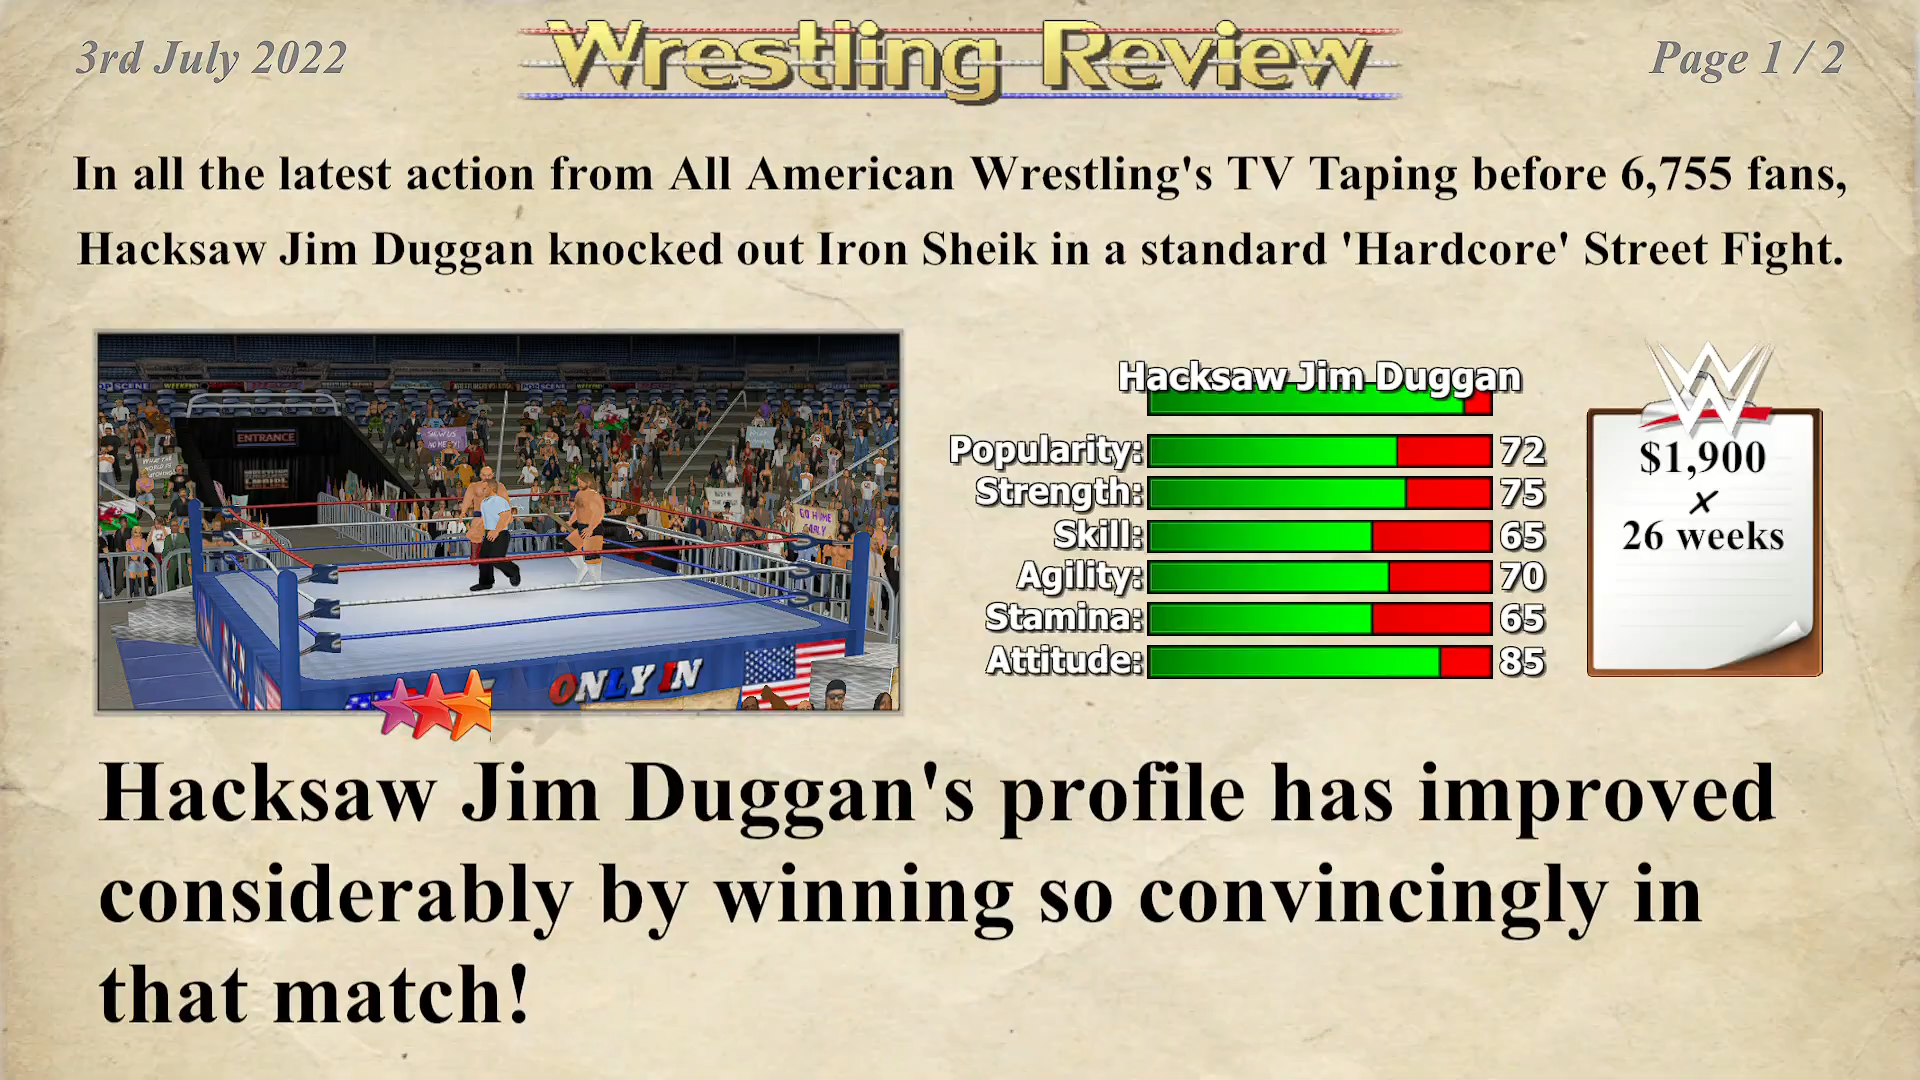 3rd July 2022
Wrestling Review
Page 1 / 2
In all the latest action from All American Wrestling's TV Taping before 6,755 fans,
Hacksaw Jim Duggan knocked out Iron Sheik in a standard 'Hardcore' Street Fight.
ENTRANCE
ONLY IN
GO HOME
EARLY
Hacksaw Jim Duggan
Popularity: 72
Strength: 75
Skill: 65
Agility: 70
Stamina: 65
Attitude: 85
W
$1,900
x
26 weeks
Hacksaw Jim Duggan's profile has improved
considerably by winning so convincingly in
that match!